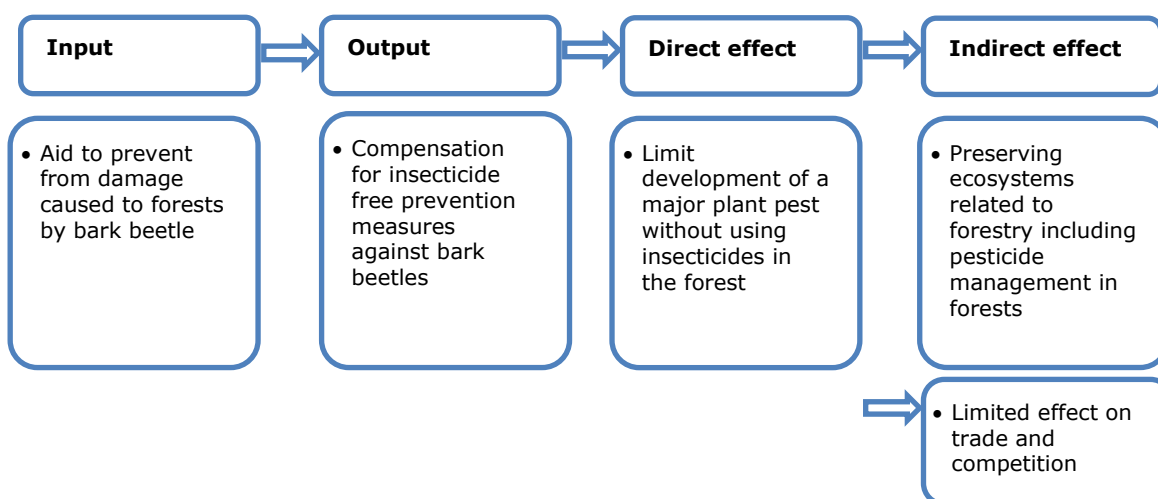 Input
Output
Direct effect
Indirect effect
• Aid to prevent
from damage
caused to forests
by bark beetle
• Compensation
for insecticide
free prevention
measures
against bark
beetles
• Limit
development of a
major plant pest
without using
insecticides in
the forest
• Preserving
ecosystems
related to
forestry including
pesticide
management in
forests
• Limited effect on
trade and
competition